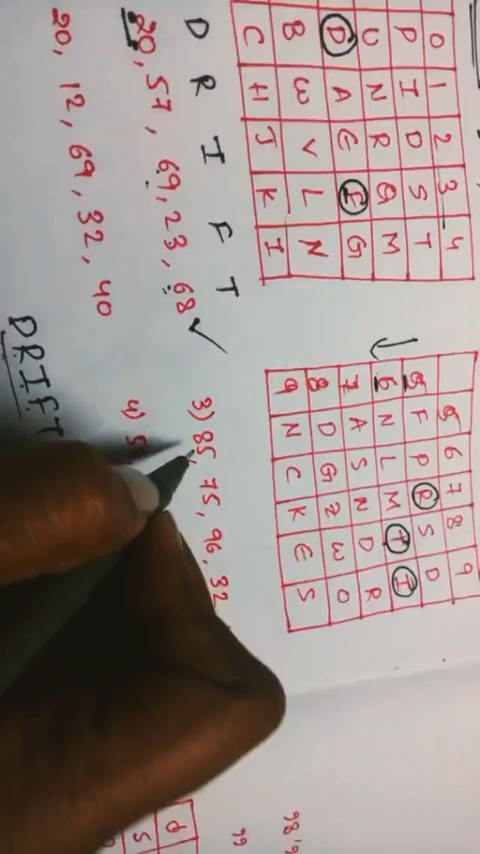 0 1 2 3 4
P I D S T
U N R Q M
D A E F G
B W V L N
C H J K I
5 6 7 8 9
5 F P R S D
6 N L M T I
7 A S N D R
8 D G Z W O
9 N C K E S
D R I F T
20, 57, 69, 23, 68 ✓
20, 12, 69, 32, 40
DRIFT
3) 85, 75, 96, 32
4)